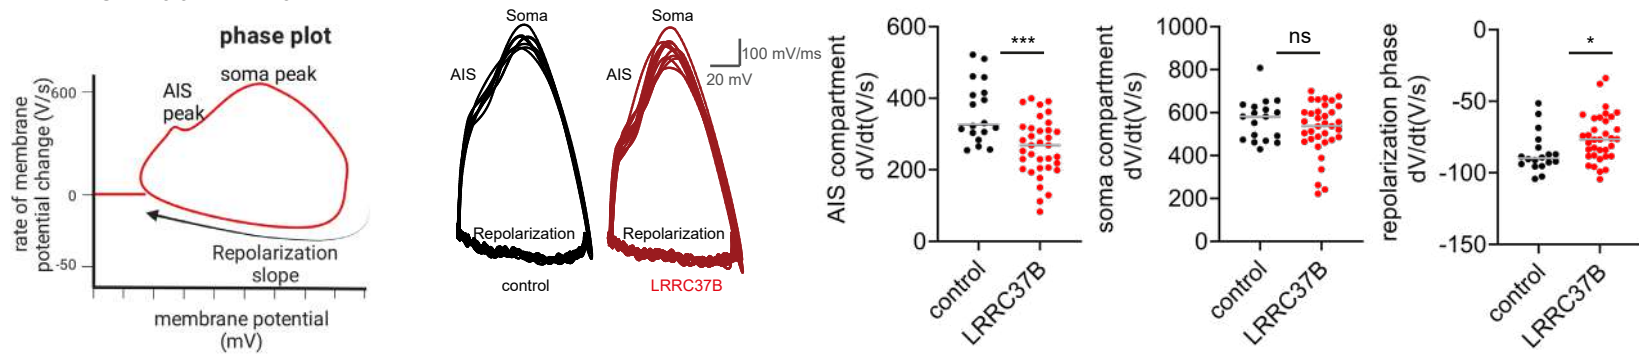 phase plot
soma peak
AIS
peak
600
0
-50
rate of membrane
potential change (V/s)
Repolarization
slope
membrane potential
(mV)
Soma
AIS
Repolarization
control
Soma
AIS
Repolarization
LRRC37B
100 mV/ms
20 mV
AIS compartment
dV/dt(V/s)
600
400
200
0
***
control
LRRC37B
soma compartment
dV/dt(V/s)
1000
800
600
400
200
0
ns
control
LRRC37B
repolarization phase
dV/dt(V/s)
0
-50
-100
-150
*
control
LRRC37B